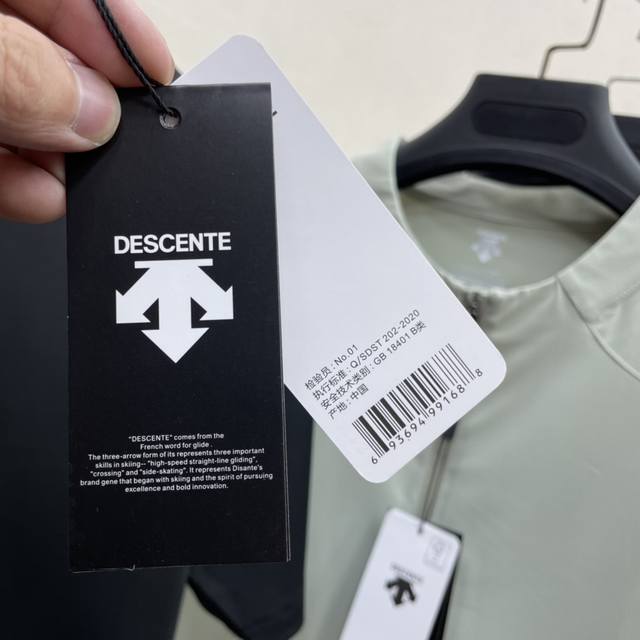 DESCENTE
"DESCENTE" comes from the
French word for glide .
The three-arrow form of its represents three important
skills in skiing-- "high-speed straight-line gliding",
"crossing" and "side-skating". It represents Disante's
brand gene that began with skiing and the spirit of pursuing
excellence and bold innovation.
检验员: No.01
执行标准: Q/SDST 202-2020
安全技术类别: GB 18401 B类
产地: 中国
6 936941 991688